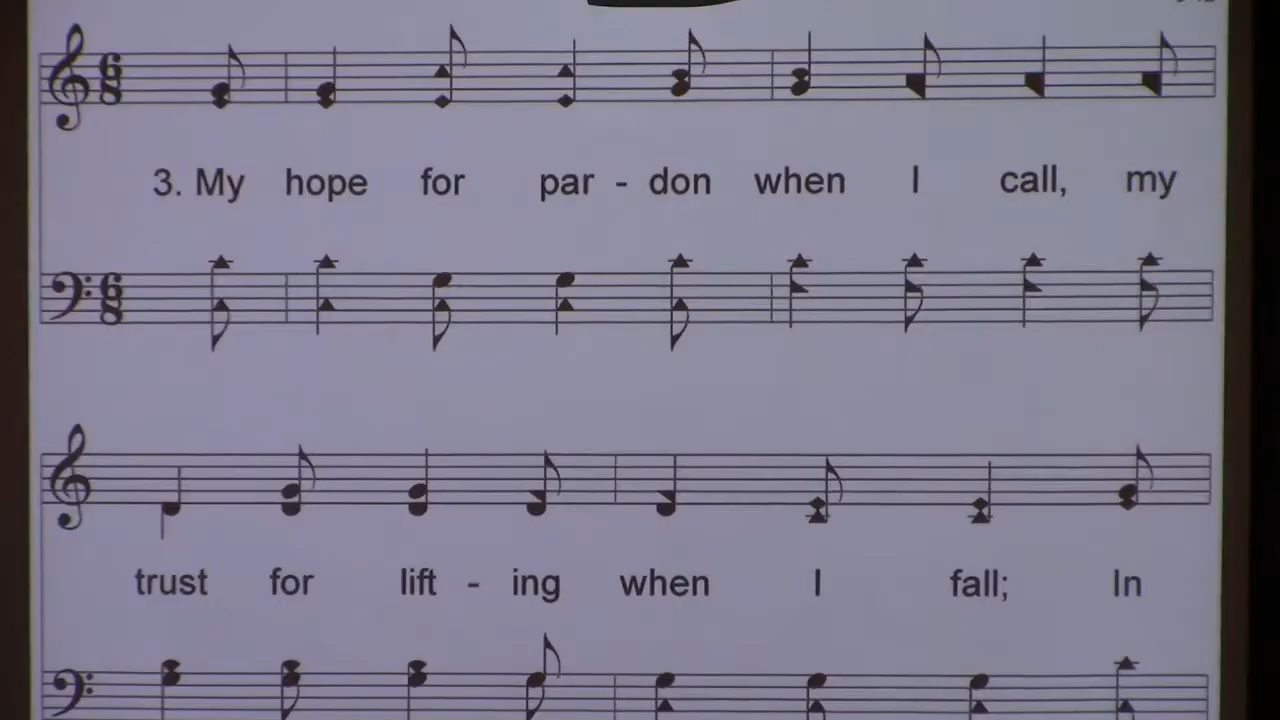 3. My hope for par - don when I call, my
trust for lift - ing when I fall; In